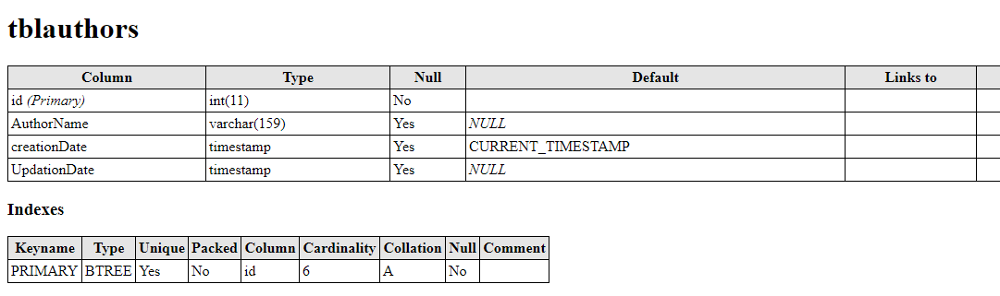 tblauthors
Column Type Null Default Links to
id (Primary) int(11) No
AuthorName varchar(159) Yes NULL
creationDate timestamp Yes CURRENT_TIMESTAMP
UpdationDate timestamp Yes NULL
Indexes
Keyname Type Unique Packed Column Cardinality Collation Null Comment
PRIMARY BTREE Yes No id 6 A No